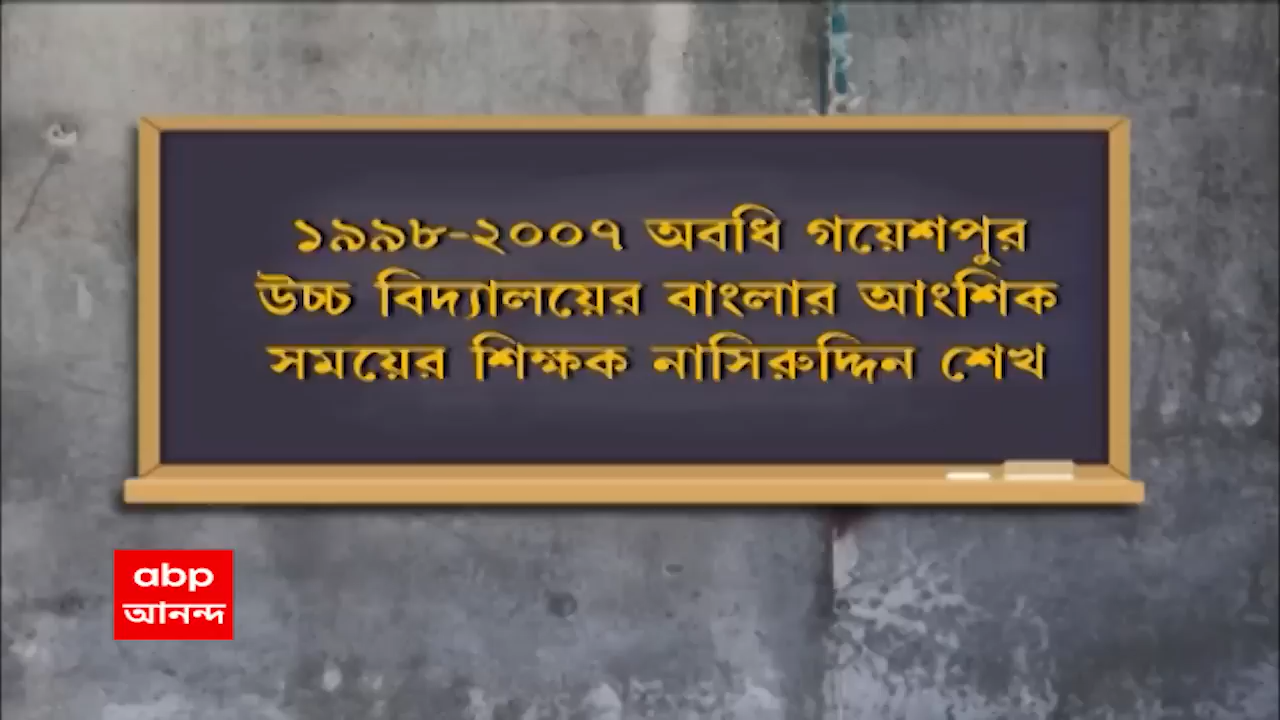 ১৯৯৮-২০০৭ অবধি গয়েশপুর
উচ্চ বিদ্যালয়ের বাংলার আংশিক
সময়ের শিক্ষক নাসিরুদ্দিন শেখ
abp
আনন্দ